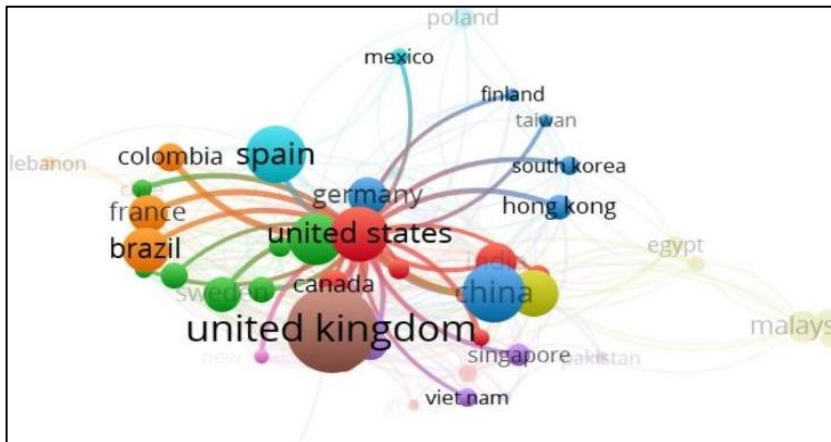 poland
mexico
finland
taiwan
lebanon
colombia
spain
south korea
germany
hong kong
france
united states
brazil
egypt
canada
sweden
china
united kingdom
malays
singapore
pakistan
viet nam